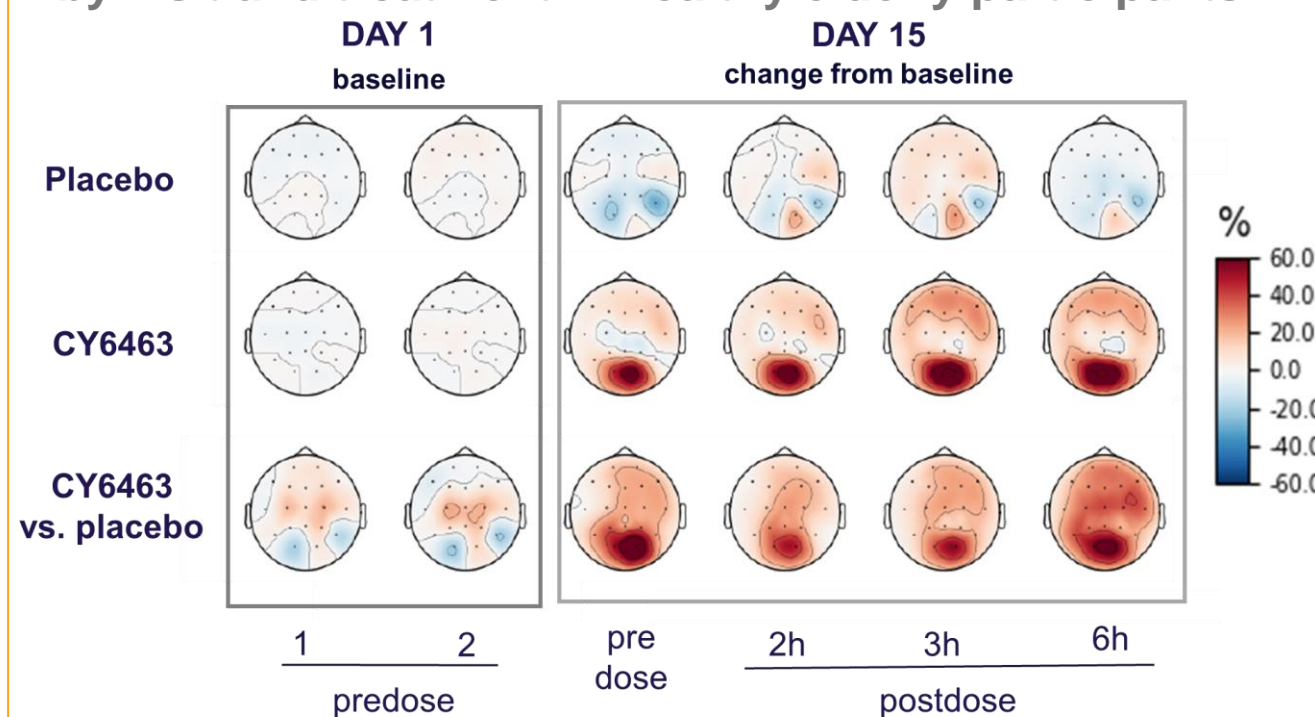 DAY 1
baseline
DAY 15
change from baseline
Placebo
CY6463
CY6463
vs. placebo
%
60.0
40.0
20.0
0.0
-20.0
-40.0
-60.0
1
2
predose
pre
dose
2h
3h
6h
postdose